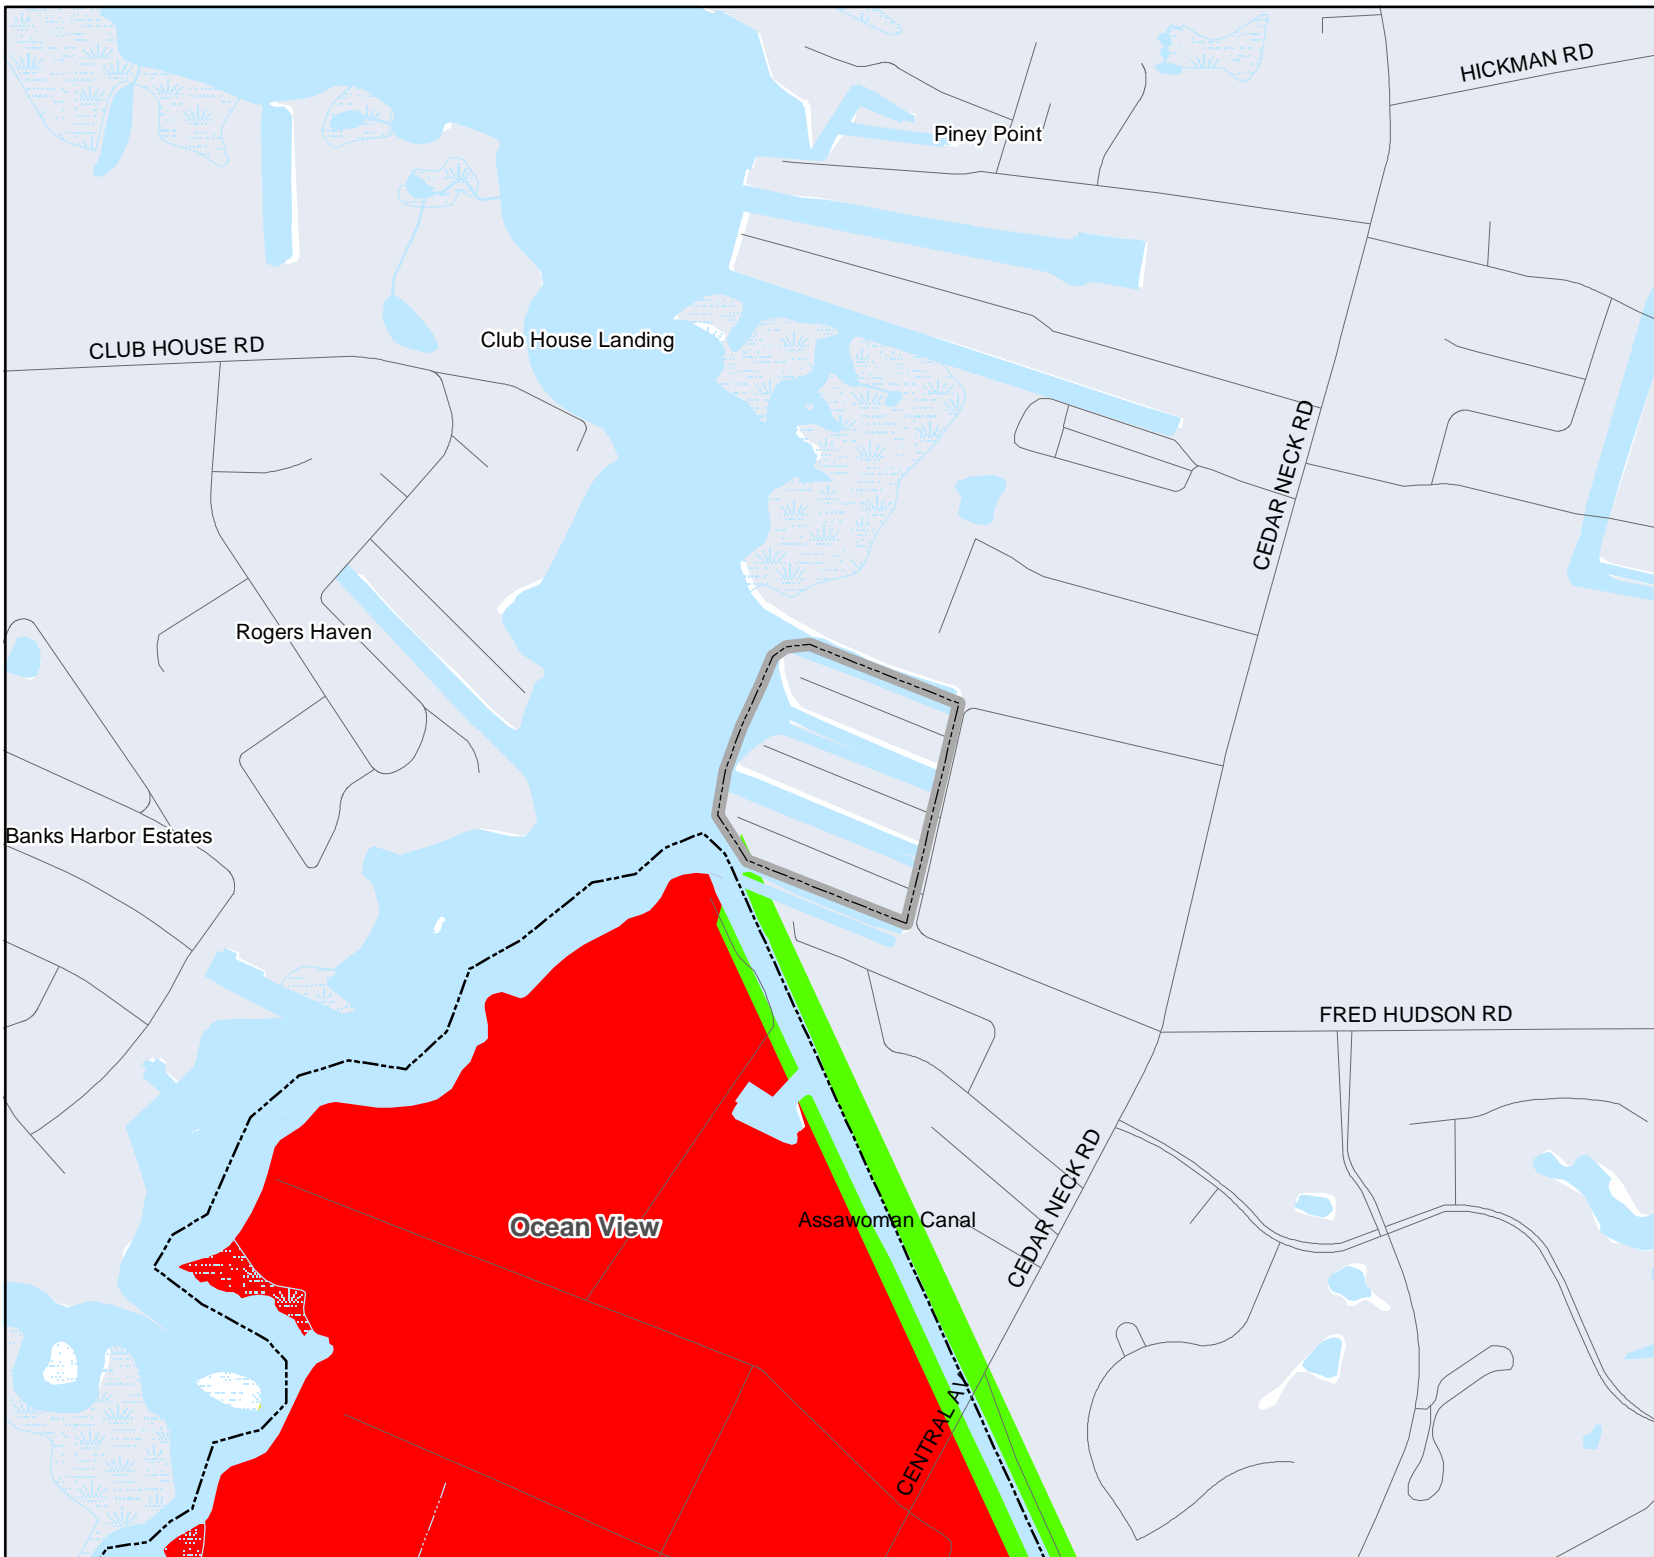 HICKMAN RD
Piney Point
CLUB HOUSE RD
Club House Landing
CEDAR NECK RD
Rogers Haven
Banks Harbor Estates
FRED HUDSON RD
CEDAR NECK RD
Ocean View
Assawoman Canal
CENTRAL AV